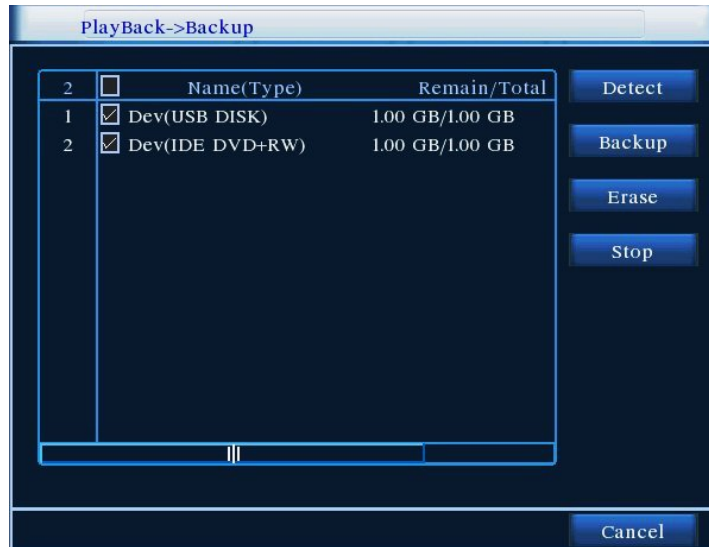 PlayBack->Backup
2 Name(Type) Remain/Total
1 Dev(USB DISK) 1.00 GB/1.00 GB
2 Dev(IDE DVD+RW) 1.00 GB/1.00 GB
Detect
Backup
Erase
Stop
Cancel